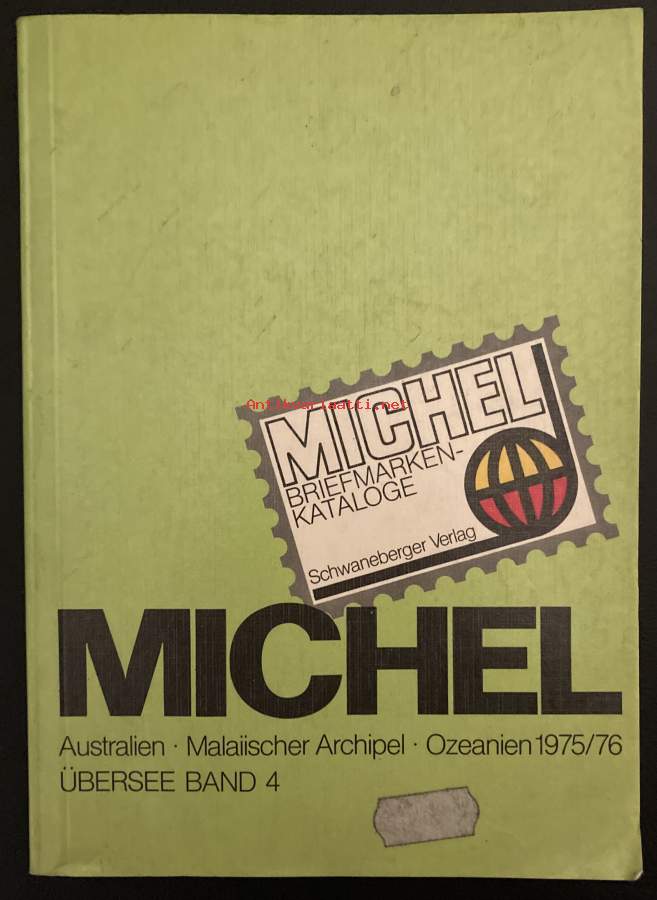 Antikvariaatti.net
MICHEL
BRIEFMARKEN-
KATALOGE
Schwaneberger Verlag
MICHEL
Australien · Malaiischer Archipel · Ozeanien 1975/76
ÜBERSEE BAND 4